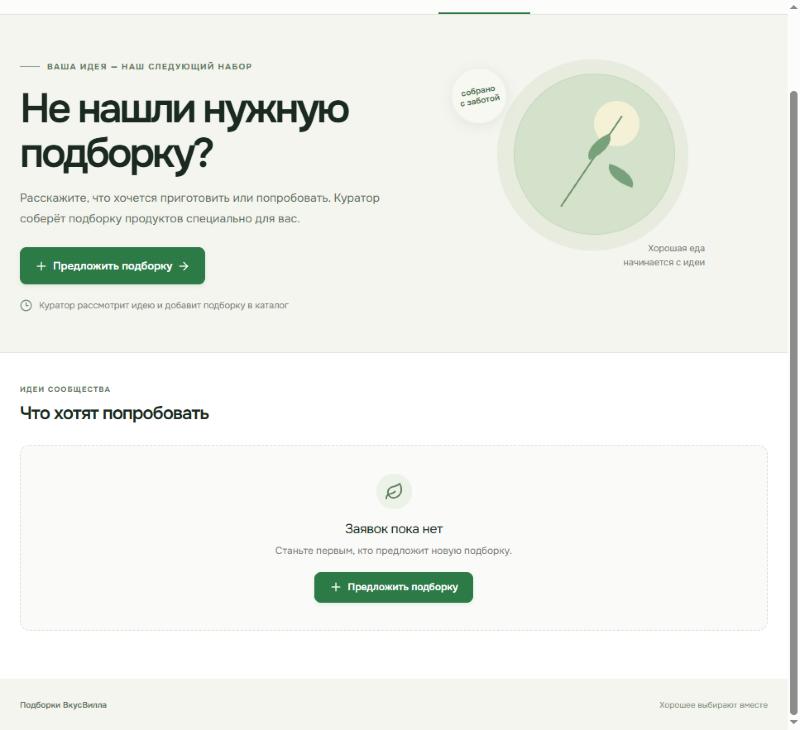 ВАША ИДЕЯ — НАШ СЛЕДУЮЩИЙ НАБОР
Не нашли нужную
подборку?
Расскажите, что хочется приготовить или попробовать. Куратор
соберёт подборку продуктов специально для вас.
Предложить подборку
Куратор рассмотрит идею и добавит подборку в каталог
собрано
с заботой
Хорошая еда
начинается с идеи
ИДЕИ СООБЩЕСТВА
Что хотят попробовать
Заявок пока нет
Станьте первым, кто предложит новую подборку.
Предложить подборку
Подборки ВкусВилла
Хорошее выбирают вместе